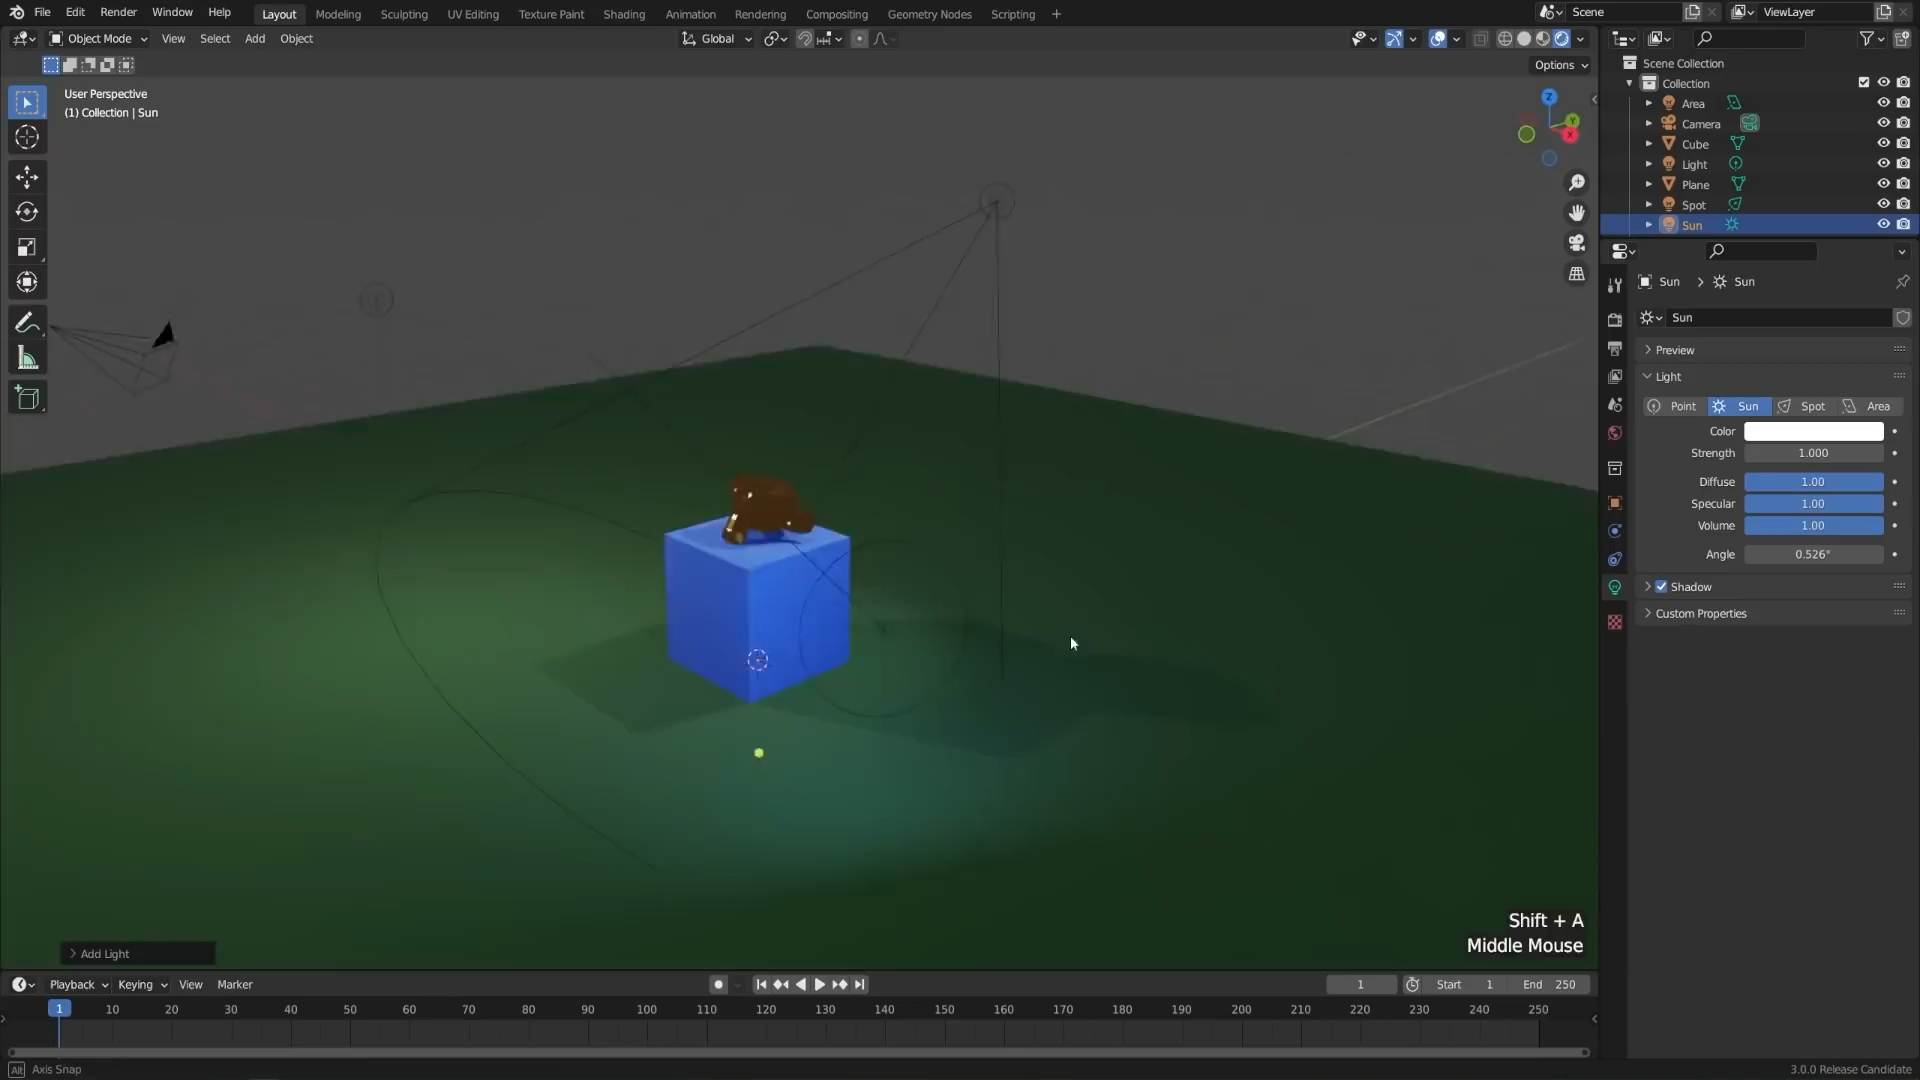 File Edit Render Window Help Layout Modeling Sculpting UV Editing Texture Paint Shading Animation Rendering Compositing Geometry Nodes Scripting + Scene ViewLayer
Object Mode View Select Add Object Global
Options
User Perspective
(1) Collection | Sun
Z
Y
X
Scene Collection
Collection
Area
Camera
Cube
Light
Plane
Spot
Sun
Sun > Sun
Sun
Preview
Light
Point Sun Spot Area
Color
Strength 1.000
Diffuse 1.00
Specular 1.00
Volume 1.00
Angle 0.526°
Shadow
Custom Properties
Shift + A
Middle Mouse
Add Light
Playback Keying View Marker 1 Start 1 End 250
1 10 20 30 40 50 60 70 80 90 100 110 120 130 140 150 160 170 180 190 200 210 220 230 240 250
Alt Axis Snap 3.0.0 Release Candidate